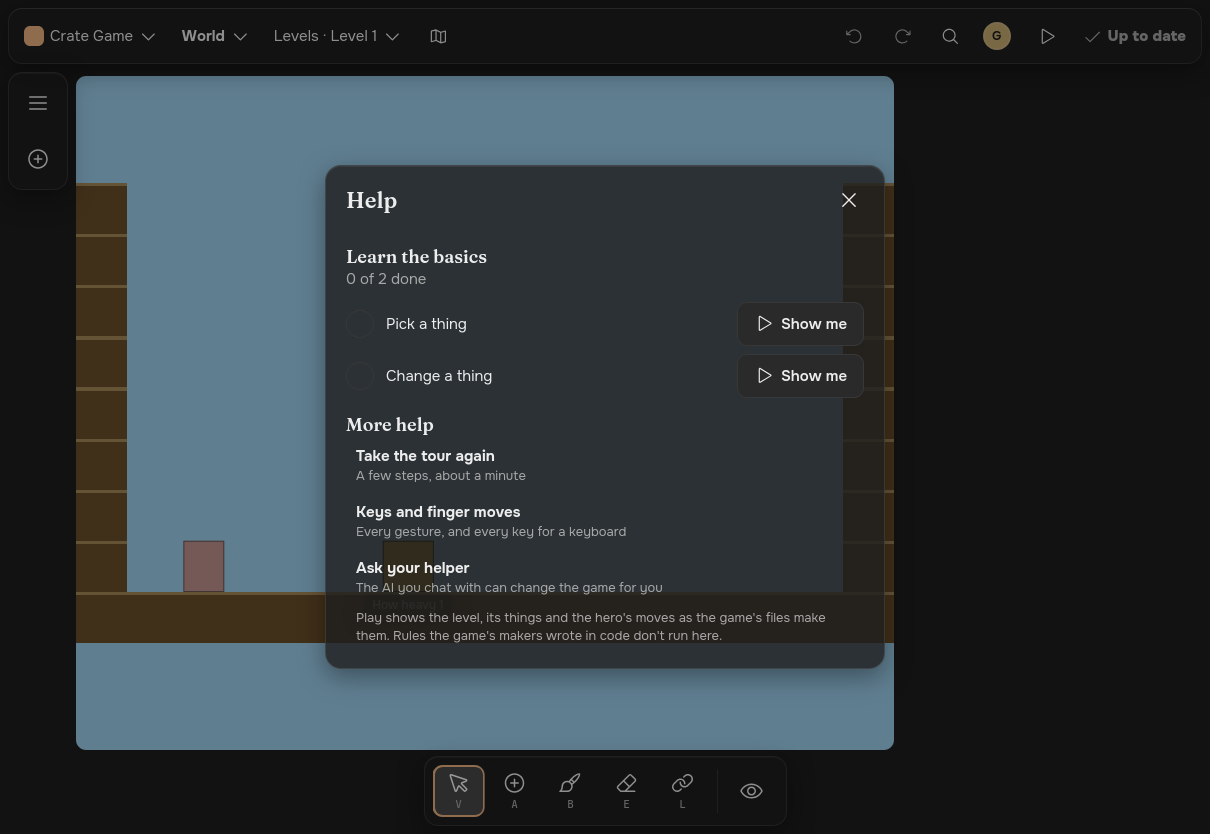 Crate Game
World
Levels · Level 1
G
Up to date
Help
Learn the basics
0 of 2 done
Pick a thing
Show me
Change a thing
Show me
More help
Take the tour again
A few steps, about a minute
Keys and finger moves
Every gesture, and every key for a keyboard
Ask your helper
The AI you chat with can change the game for you
Play shows the level, its things and the hero's moves as the game's files make
them. Rules the game's makers wrote in code don't run here.
V
A
B
E
L